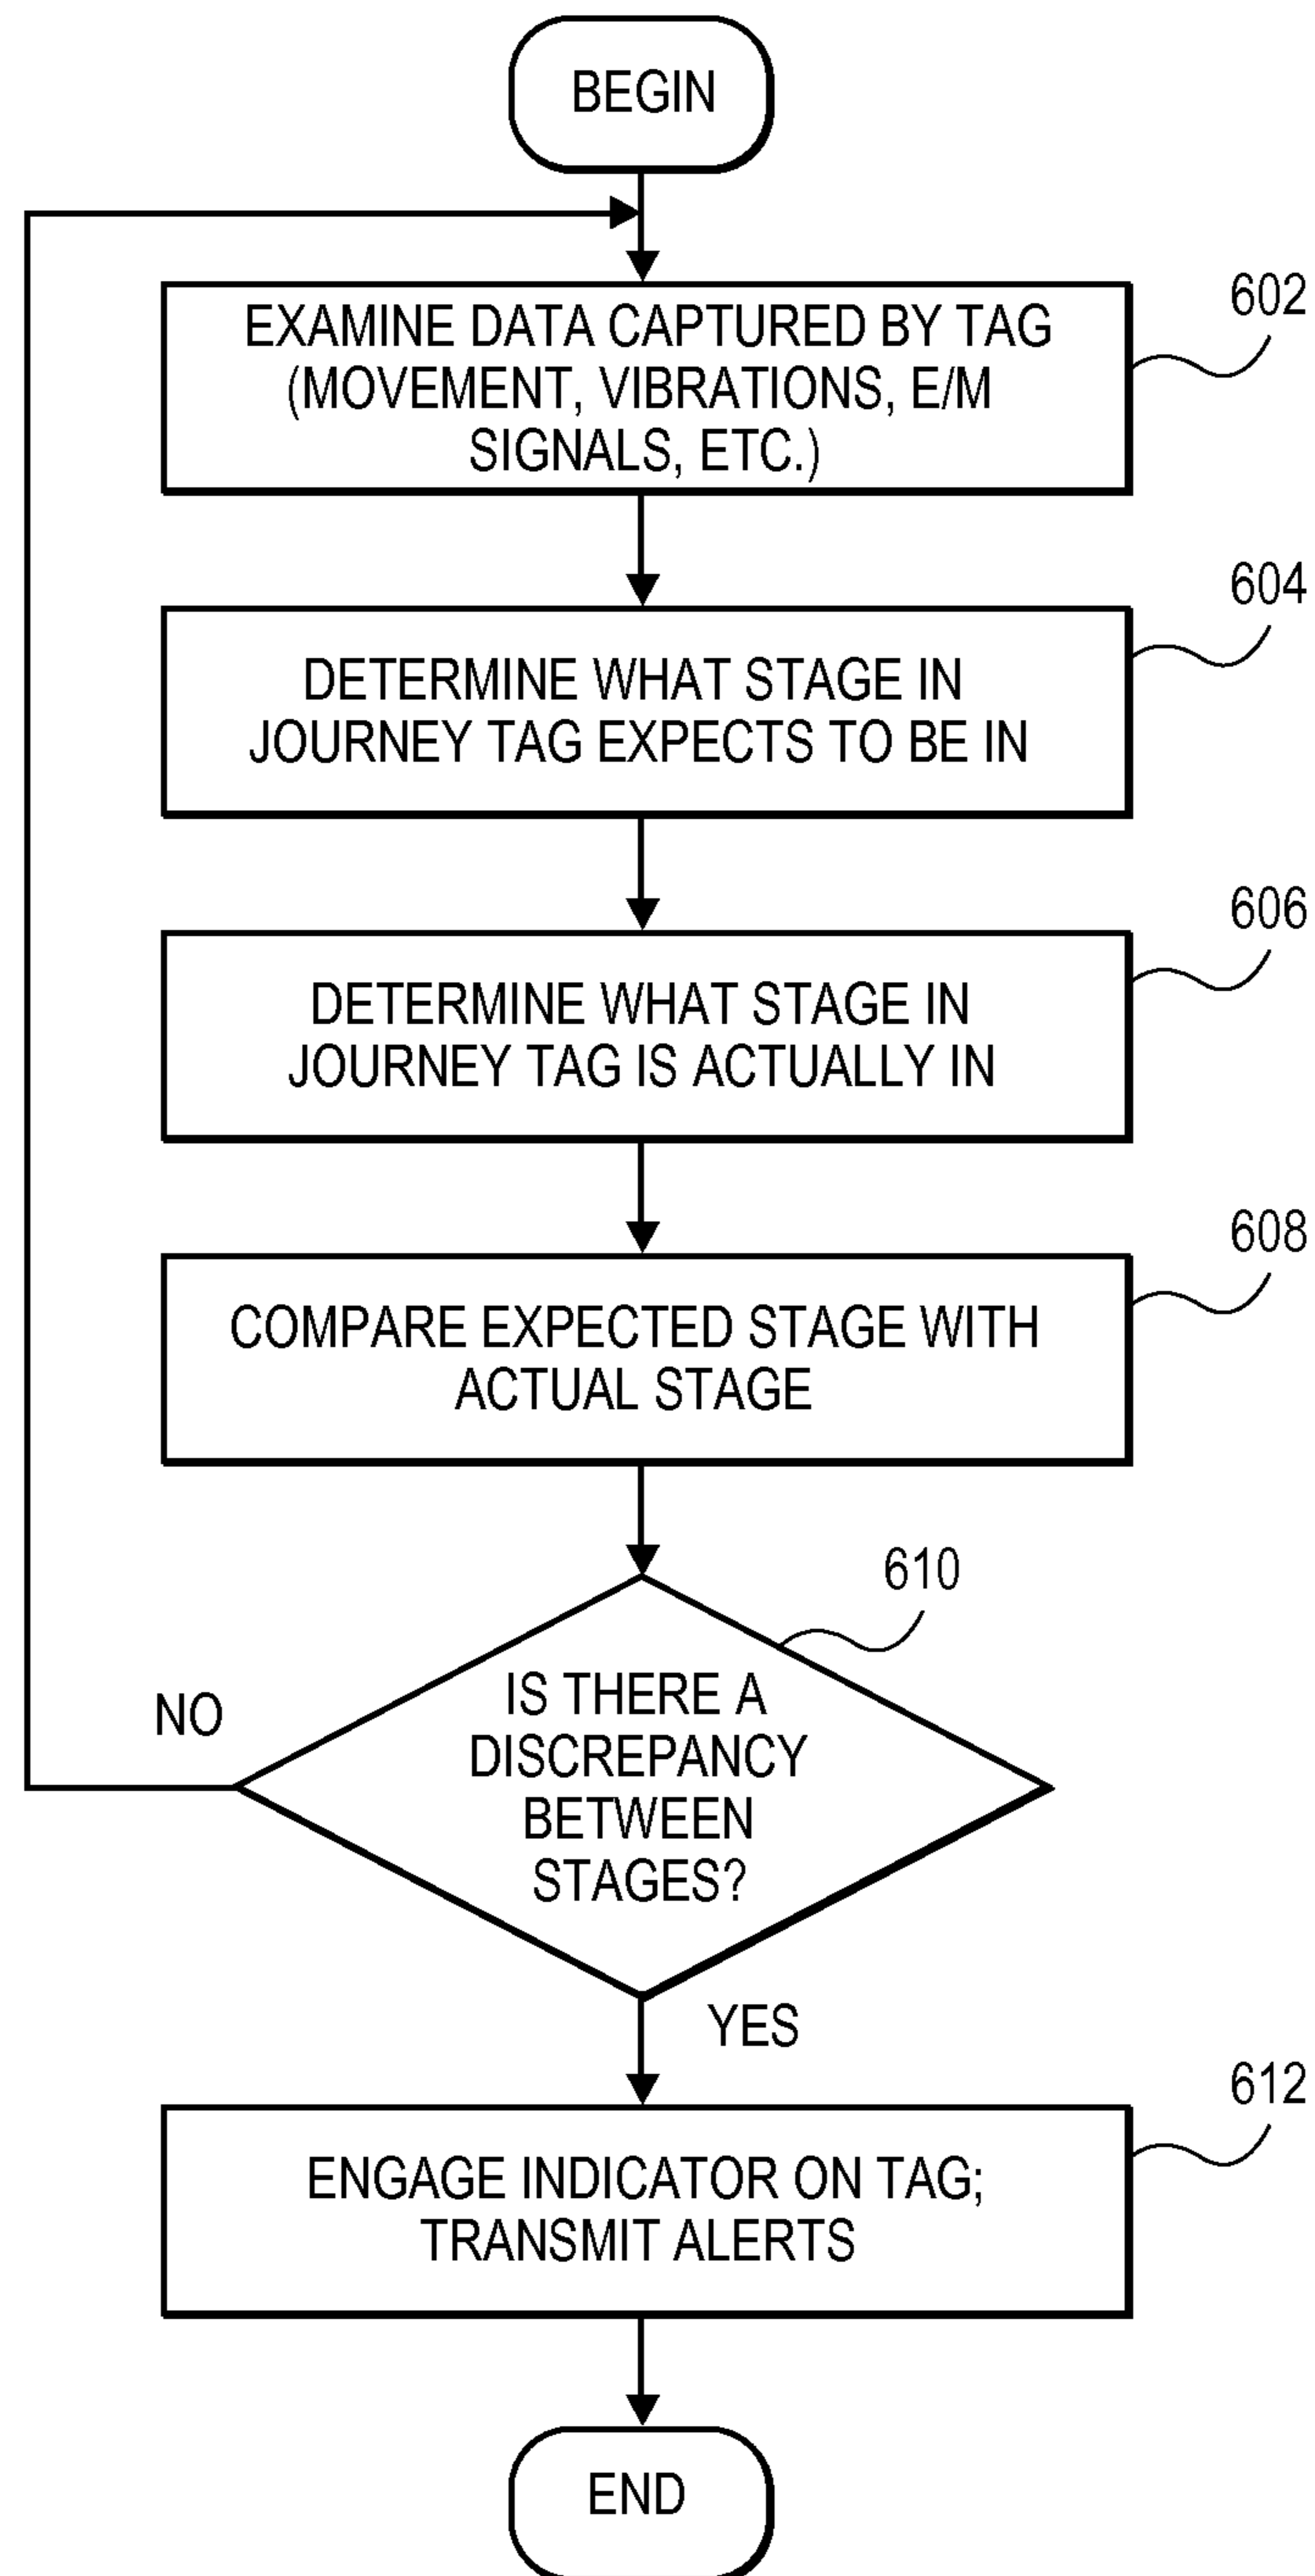 BEGIN
602
EXAMINE DATA CAPTURED BY TAG
(MOVEMENT, VIBRATIONS, E/M
SIGNALS, ETC.)
604
DETERMINE WHAT STAGE IN
JOURNEY TAG EXPECTS TO BE IN
606
DETERMINE WHAT STAGE IN
JOURNEY TAG IS ACTUALLY IN
608
COMPARE EXPECTED STAGE WITH
ACTUAL STAGE
610
IS THERE A
DISCREPANCY
BETWEEN
STAGES?
NO
YES
612
ENGAGE INDICATOR ON TAG;
TRANSMIT ALERTS
END